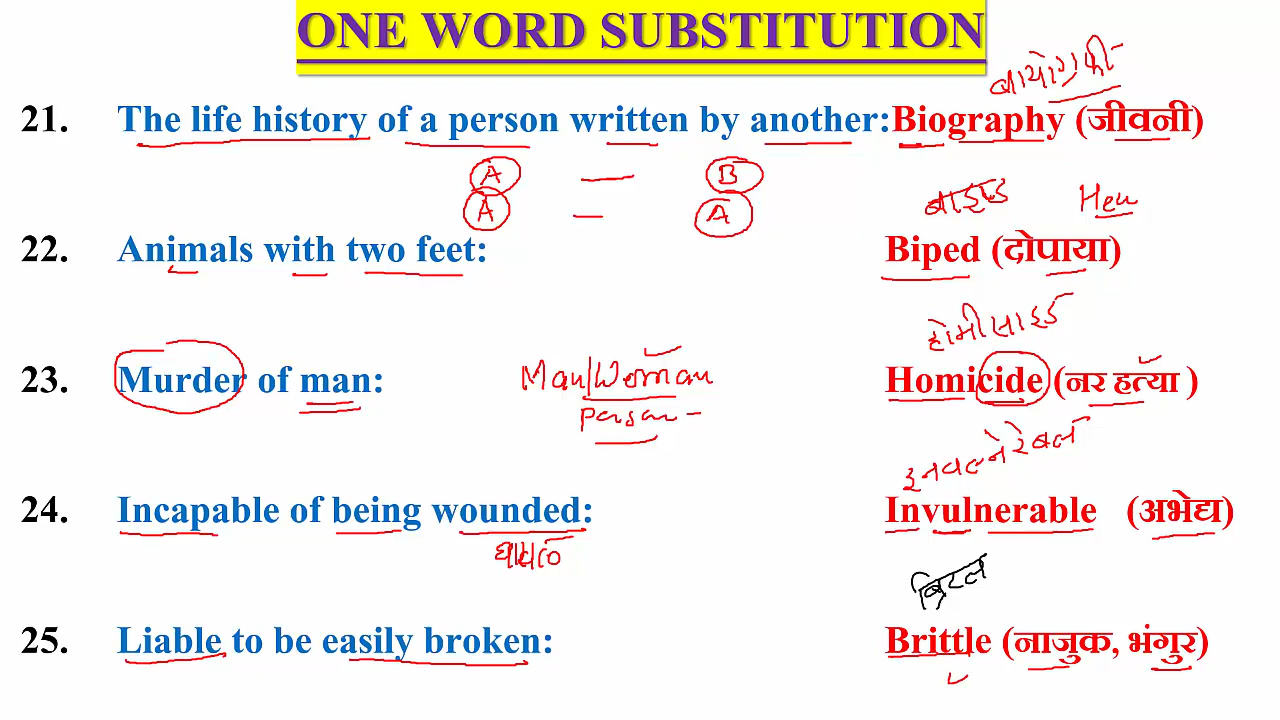 ONE WORD SUBSTITUTION
बायोग्राफी
21. The life history of a person written by another: Biography (जीवनी)
A — B
A — A
बाइपेड Hen
22. Animals with two feet: Biped (दोपाया)
होमीसाइड
23. Murder of man: Man/Woman Homicide (नर हत्या )
Person -
इनवल्नेरेबल
24. Incapable of being wounded: Invulnerable (अभेद्य)
घायल
ब्रिटल
25. Liable to be easily broken: Brittle (नाजुक, भंगुर)